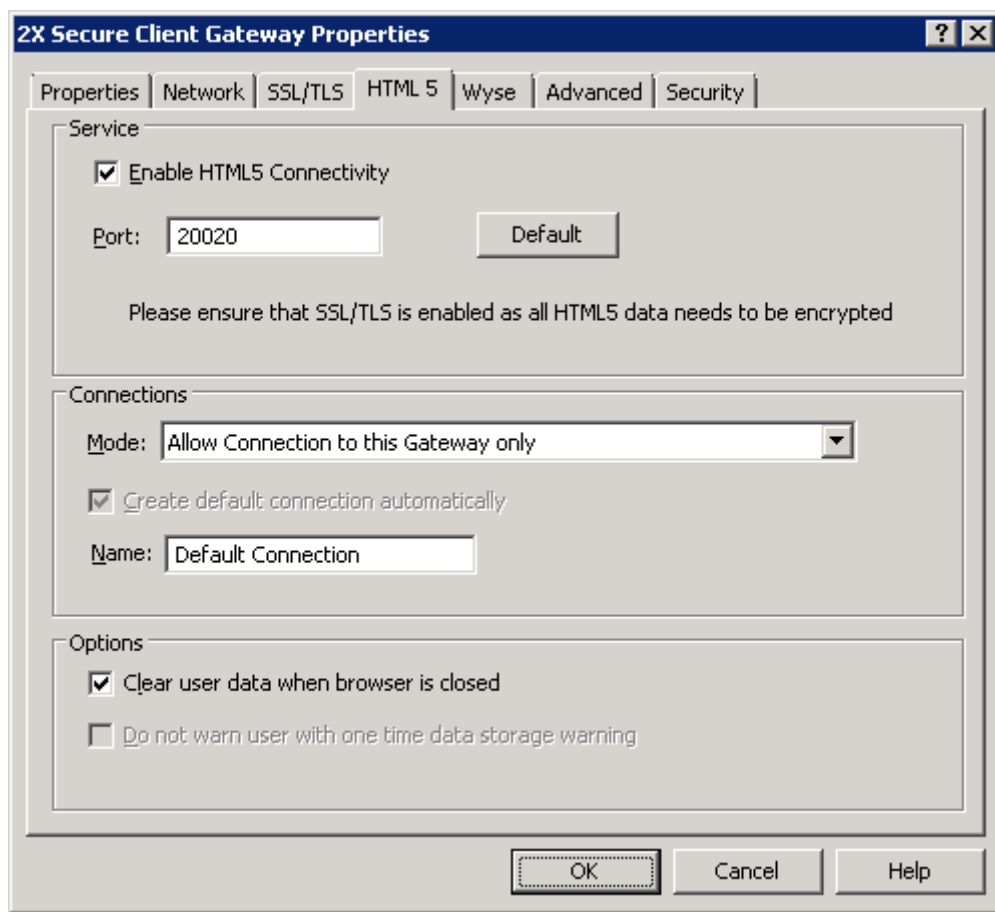 2X Secure Client Gateway Properties
Properties Network SSL/TLS HTML 5 Wyse Advanced Security
Service
Enable HTML5 Connectivity
Port: 20020 Default
Please ensure that SSL/TLS is enabled as all HTML5 data needs to be encrypted
Connections
Mode: Allow Connection to this Gateway only
Create default connection automatically
Name: Default Connection
Options
Clear user data when browser is closed
Do not warn user with one time data storage warning
OK Cancel Help